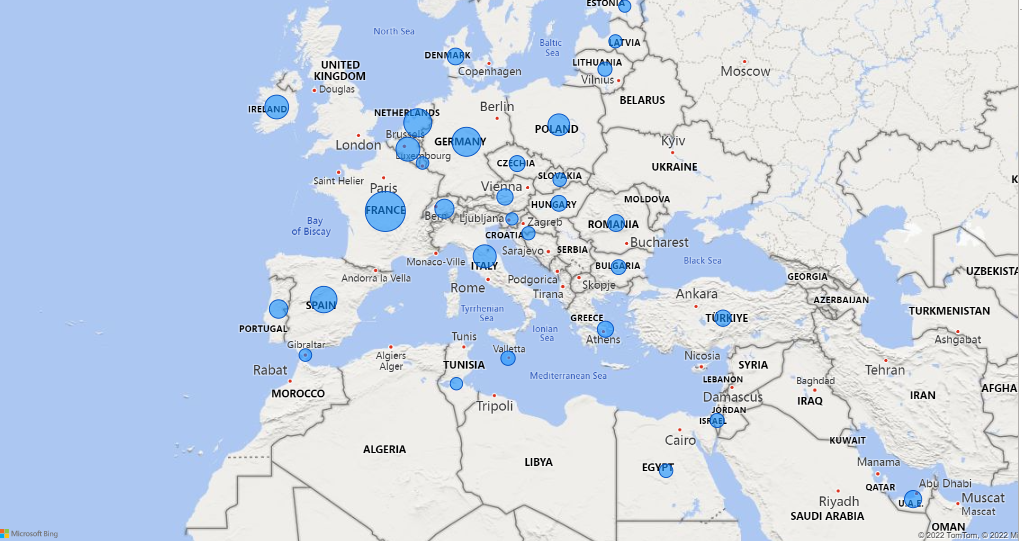 ESTONIA
North Sea
Baltic
Sea
LATVIA
DENMARK
Copenhagen
LITHUANIA
Vilnius
Moscow
UNITED
KINGDOM
Douglas
IRELAND
NETHERLANDS
Berlin
BELARUS
POLAND
London
Brussels
GERMANY
Kyiv
Luxembourg
CZECHIA
UKRAINE
SLOVAKIA
Saint Helier
Paris
Vienna
MOLDOVA
HUNGARY
FRANCE
Bern
Ljubljana
Zagreb
ROMANIA
Bay
of Biscay
CROATIA
Bucharest
Monaco-Ville
Sarajevo
SERBIA
Black Sea
ITALY
BULGARIA
Andorra la Vella
Podgorica
Skopje
GEORGIA
UZBEKISTA
Rome
Tirana
Ankara
AZERBAIJAN
SPAIN
Tyrrhenian
Sea
GREECE
TÜRKIYE
TURKMENISTAN
PORTUGAL
Ionian
Sea
Athens
Ashgabat
Gibraltar
Tunis
Valletta
Nicosia
Algiers
Alger
TUNISIA
SYRIA
Tehran
Rabat
Mediterranean Sea
LEBANON
Baghdad
AFGHA
MOROCCO
Damascus
IRAQ
IRAN
Tripoli
JORDAN
ISRAEL
Cairo
KUWAIT
ALGERIA
LIBYA
EGYPT
Manama
QATAR
Abu Dhabi
Riyadh
U.A.E.
Muscat
Mascat
SAUDI ARABIA
OMAN
Microsoft Bing
© 2022 TomTom, © 2022 Mi